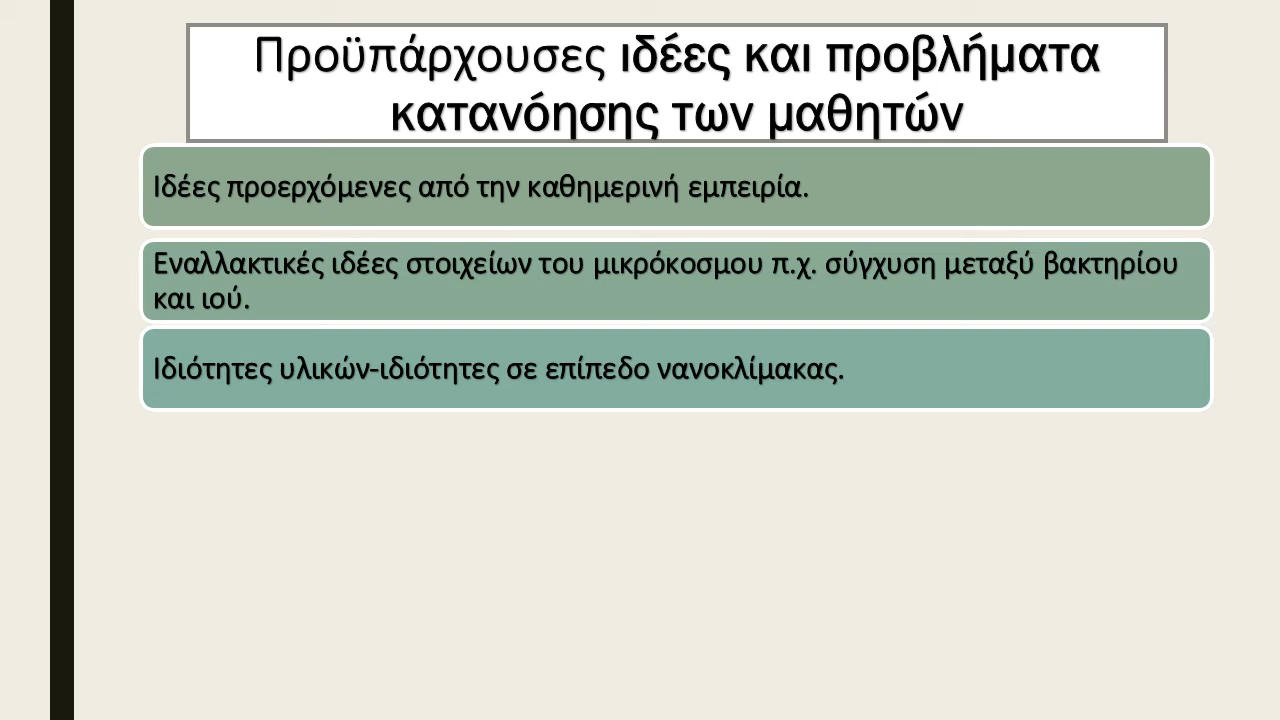 Προϋπάρχουσες ιδέες και προβλήματα
κατανόησης των μαθητών
Ιδέες προερχόμενες από την καθημερινή εμπειρία.
Εναλλακτικές ιδέες στοιχείων του μικρόκοσμου π.χ. σύγχυση μεταξύ βακτηρίου
και ιού.
Ιδιότητες υλικών-ιδιότητες σε επίπεδο νανοκλίμακας.